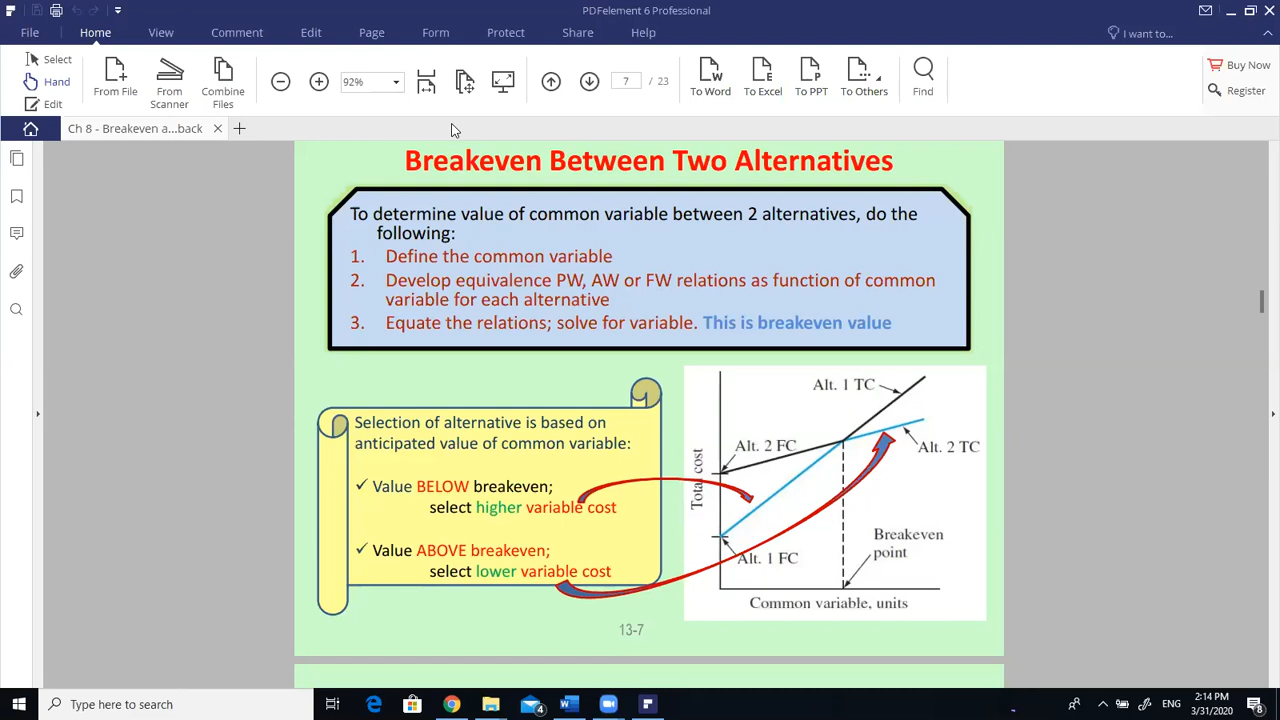 PDFelement 6 Professional
File Home View Comment Edit Page Form Protect Share Help I want to...
Select
Hand
Edit
From File
From Scanner
Combine Files
92%
7 / 23
To Word To Excel To PPT To Others
Find
Buy Now
Register
Ch 8 - Breakeven a...back
Breakeven Between Two Alternatives
To determine value of common variable between 2 alternatives, do the
following:
1. Define the common variable
2. Develop equivalence PW, AW or FW relations as function of common
variable for each alternative
3. Equate the relations; solve for variable. This is breakeven value
Selection of alternative is based on
anticipated value of common variable:
✓ Value BELOW breakeven;
select higher variable cost
✓ Value ABOVE breakeven;
select lower variable cost
Alt. 1 TC
Alt. 2 FC
Alt. 2 TC
Total cost
Breakeven
point
Alt. 1 FC
Common variable, units
13-7
Type here to search
4
ENG
2:14 PM
3/31/2020
8